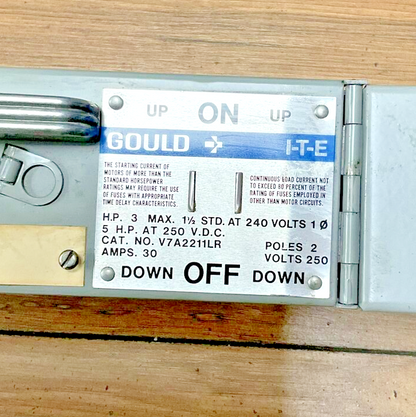 UP ON UP
GOULD I-T-E
THE STARTING CURRENT OF
MOTORS OF MORE THAN THE
STANDARD HORSEPOWER
RATINGS MAY REQUIRE THE USE
OF FUSES WITH APPROPRIATE
TIME DELAY CHARACTERISTICS.
CONTINUOUS LOAD CURRENT NOT
TO EXCEED 80 PERCENT OF THE
RATING OF FUSES EMPLOYED IN
OTHER THAN MOTOR CIRCUITS.
H.P. 3 MAX. 1½ STD. AT 240 VOLTS 1 Ø
5 H.P. AT 250 V.D.C.
CAT. NO. V7A2211LR POLES 2
AMPS. 30 VOLTS 250
DOWN OFF DOWN